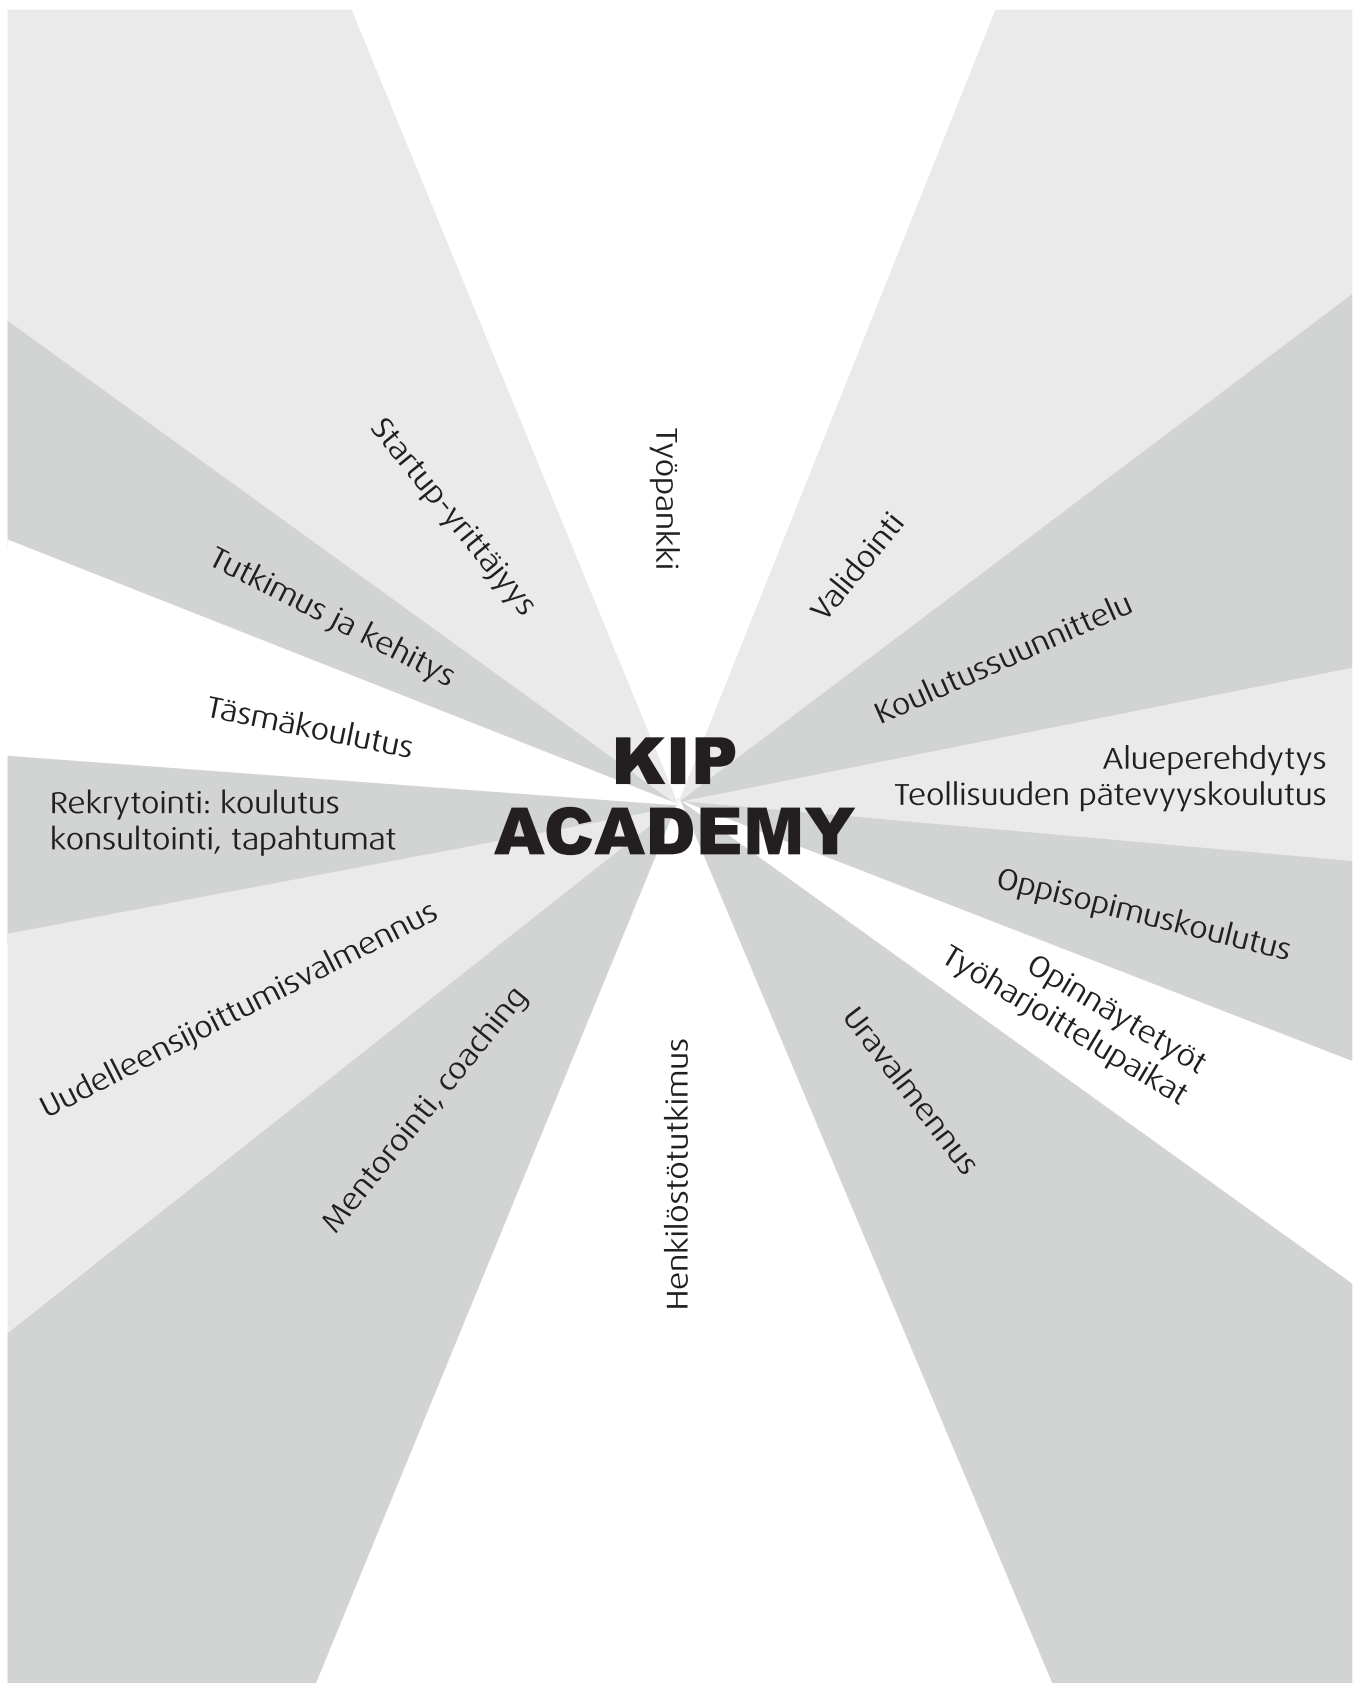 Työpankki
Startup-yrittäjyys
Validointi
Tutkimus ja kehitys
Koulutussuunnittelu
Täsmäkoulutus
KIP
ACADEMY
Alueperehdytys
Teollisuuden pätevyyskoulutus
Rekrytointi: koulutus
konsultointi, tapahtumat
Oppisopimuskoulutus
Uudelleensijoittumisvalmennus
Opinnäytetyöt
Työharjoittelupaikat
Mentorointi, coaching
Uravalmennus
Henkilöstötutkimus